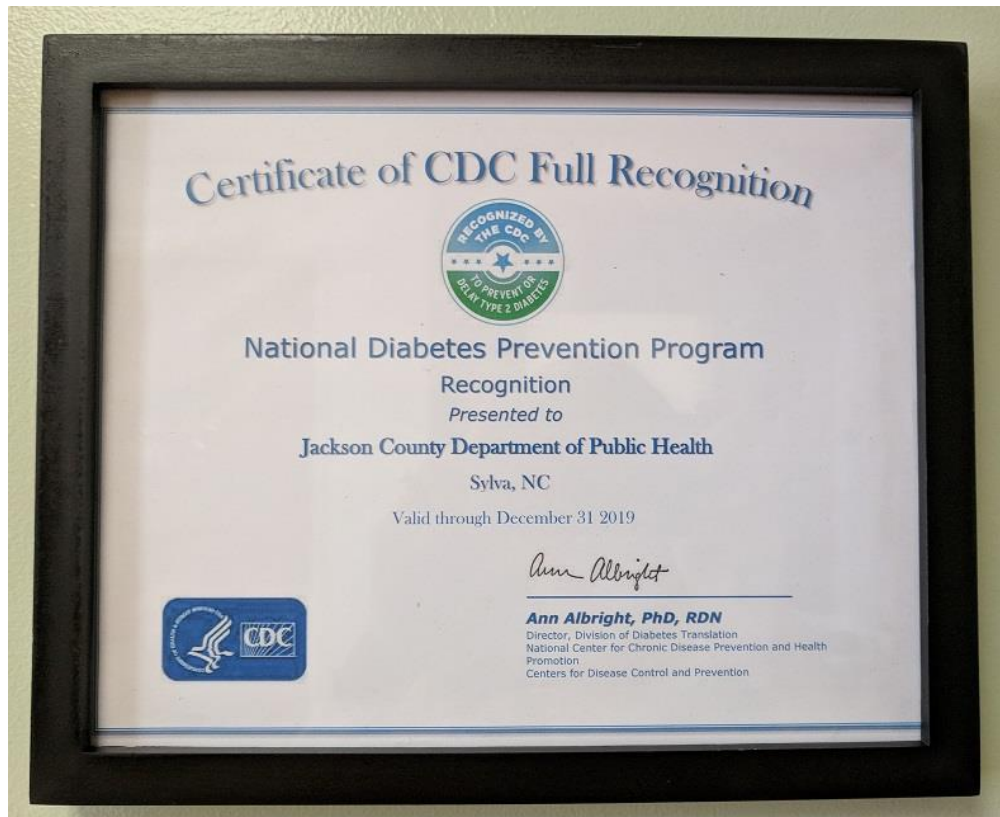 Certificate of CDC Full Recognition
RECOGNIZED BY
THE CDC
TO PREVENT OR
DELAY TYPE 2 DIABETES
National Diabetes Prevention Program
Recognition
Presented to
Jackson County Department of Public Health
Sylva, NC
Valid through December 31 2019
Ann Albright
Ann Albright, PhD, RDN
Director, Division of Diabetes Translation
National Center for Chronic Disease Prevention and Health
Promotion
Centers for Disease Control and Prevention
CDC